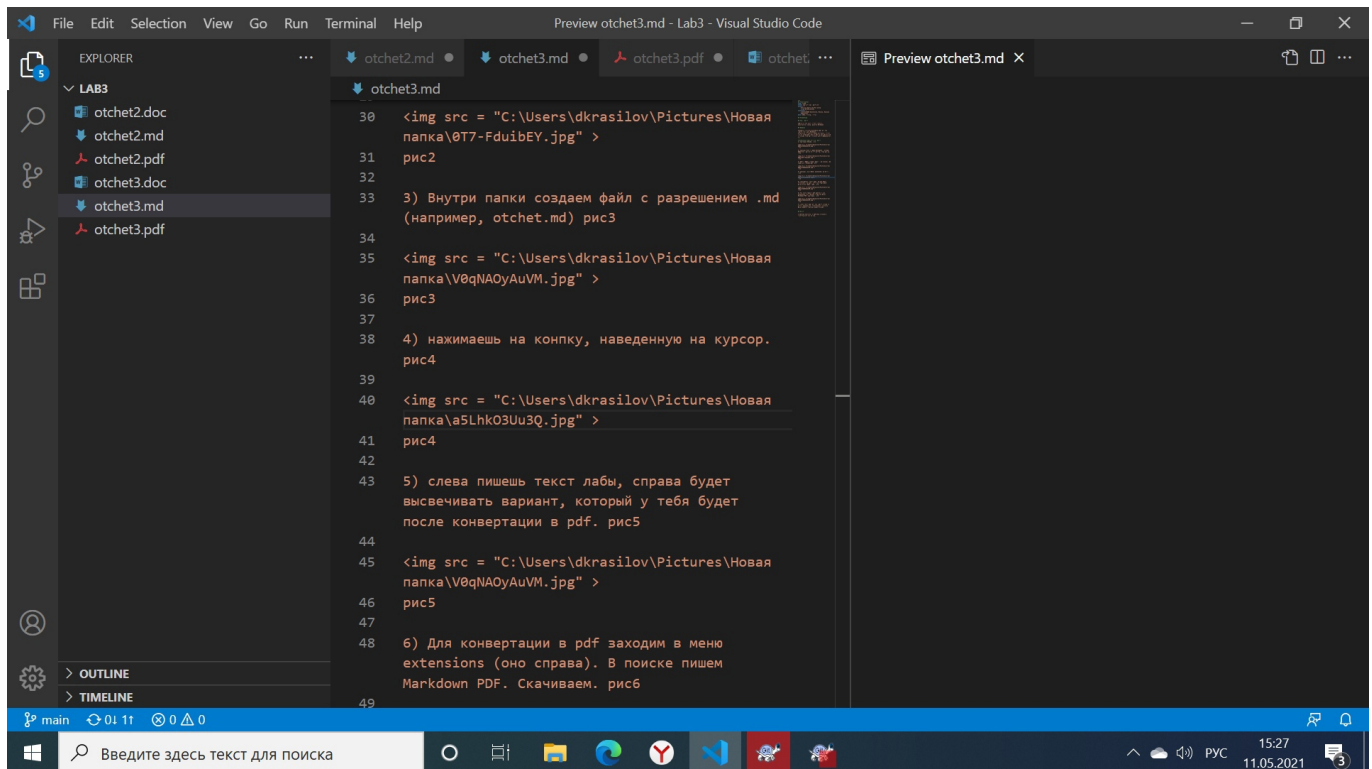 File Edit Selection View Go Run Terminal Help
Preview otchet3.md - Lab3 - Visual Studio Code
5
EXPLORER
LAB3
otchet2.doc
otchet2.md
otchet2.pdf
otchet3.doc
otchet3.md
otchet3.pdf
OUTLINE
TIMELINE
otchet2.md otchet3.md otchet3.pdf otchet
otchet3.md
30 <img src = "C:\Users\dkrasilov\Pictures\Новая
папка\0T7-FduibEY.jpg" >
31 рис2
32
33 3) Внутри папки создаем файл с разрешением .md
(например, otchet.md) рис3
34
35 <img src = "C:\Users\dkrasilov\Pictures\Новая
папка\V0qNAOyAuVM.jpg" >
36 рис3
37
38 4) нажимаешь на конпку, наведенную на курсор.
рис4
39
40 <img src = "C:\Users\dkrasilov\Pictures\Новая
папка\a5LhkO3Uu3Q.jpg" >
41 рис4
42
43 5) слева пишешь текст лабы, справа будет
высвечивать вариант, который у тебя будет
после конвертации в pdf. рис5
44
45 <img src = "C:\Users\dkrasilov\Pictures\Новая
папка\V0qNAOyAuVM.jpg" >
46 рис5
47
48 6) Для конвертации в pdf заходим в меню
extensions (оно справа). В поиске пишем
Markdown PDF. Скачиваем. рис6
49
Preview otchet3.md
main 0↓ 1↑ 0 0
Введите здесь текст для поиска
РУС
15:27
11.05.2021
3